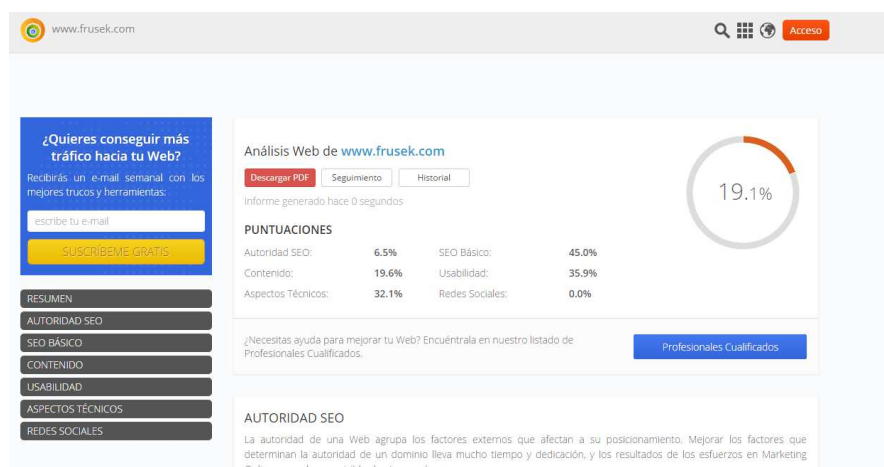 www.frusek.com
Acceso
¿Quieres conseguir más
tráfico hacia tu Web?
Recibirás un e-mail semanal con los
mejores trucos y herramientas:
escribe tu e-mail
SUSCRÍBEME GRATIS
RESUMEN
AUTORIDAD SEO
SEO BÁSICO
CONTENIDO
USABILIDAD
ASPECTOS TÉCNICOS
REDES SOCIALES
Análisis Web de www.frusek.com
Descargar PDF Seguimiento Historial
Informe generado hace 0 segundos
19.1%
PUNTUACIONES
Autoridad SEO: 6.5% SEO Básico: 45.0%
Contenido: 19.6% Usabilidad: 35.9%
Aspectos Técnicos: 32.1% Redes Sociales: 0.0%
¿Necesitas ayuda para mejorar tu Web? Encuéntrala en nuestro listado de
Profesionales Cualificados.
Profesionales Cualificados
AUTORIDAD SEO
La autoridad de una Web agrupa los factores externos que afectan a su posicionamiento. Mejorar los factores que
determinan la autoridad de un dominio lleva mucho tiempo y dedicación, y los resultados de los esfuerzos en Marketing